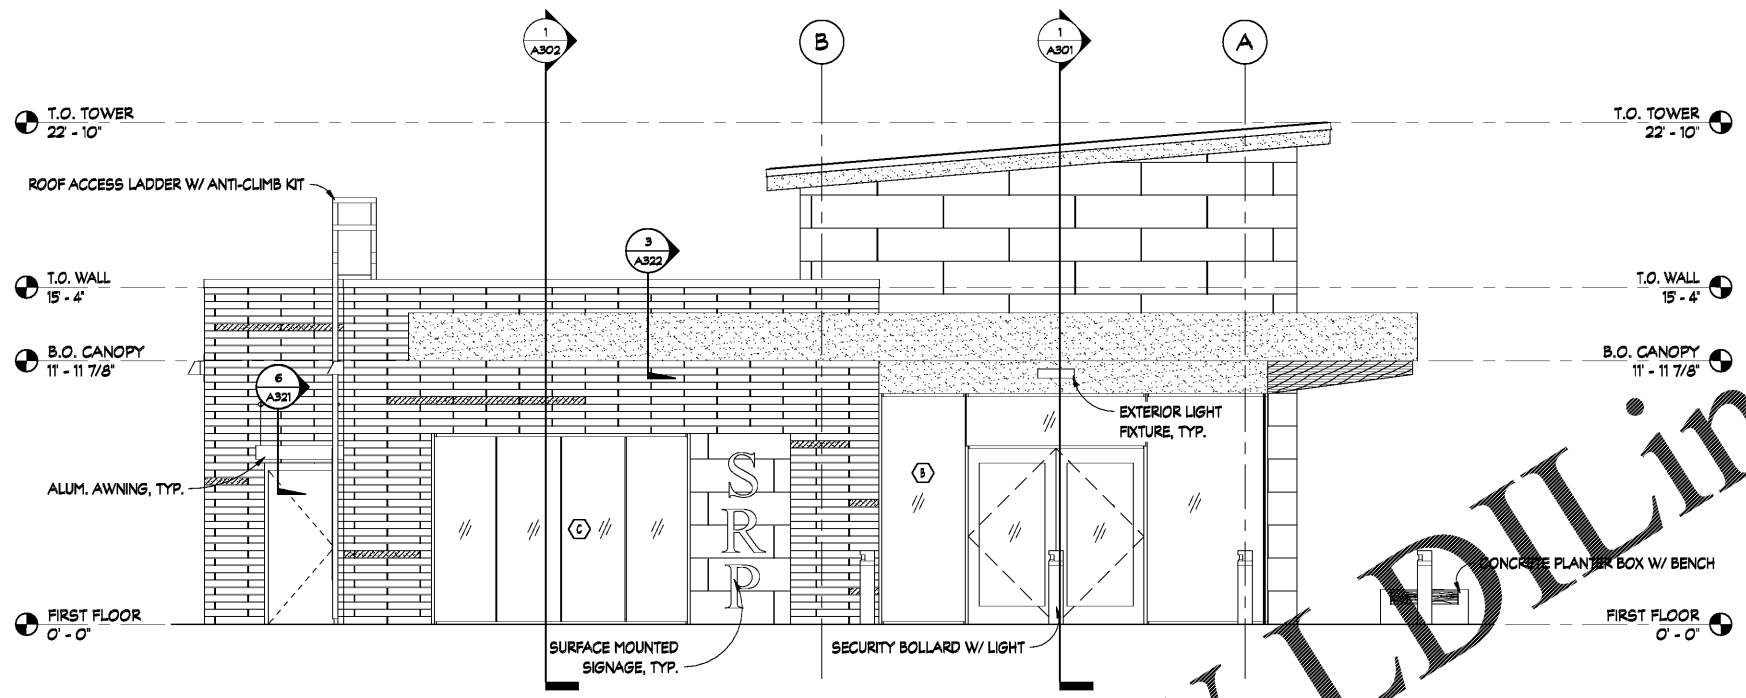 1
A302
B
1
A301
A
T.O. TOWER
22' - 10"
T.O. TOWER
22' - 10"
ROOF ACCESS LADDER W/ ANTI-CLIMB KIT
3
A322
T.O. WALL
15' - 4"
T.O. WALL
15' - 4"
B.O. CANOPY
11' - 11 7/8"
B.O. CANOPY
11' - 11 7/8"
6
A321
EXTERIOR LIGHT
FIXTURE, TYP.
ALUM. AWNING, TYP.
B
C
S
R
P
CONCRETE PLANTER BOX W/ BENCH
FIRST FLOOR
0' - 0"
FIRST FLOOR
0' - 0"
SURFACE MOUNTED
SIGNAGE, TYP.
SECURITY BOLLARD W/ LIGHT